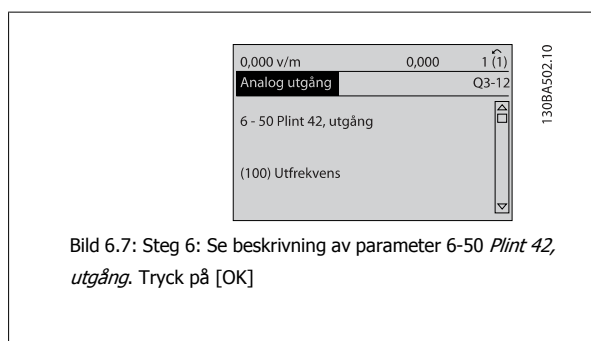 0,000 v/m 0,000 1 (1)
Analog utgång Q3-12
6 - 50 Plint 42, utgång
(100) Utfrekvens
130BA502.10
Bild 6.7: Steg 6: Se beskrivning av parameter 6-50 Plint 42,
utgång. Tryck på [OK]